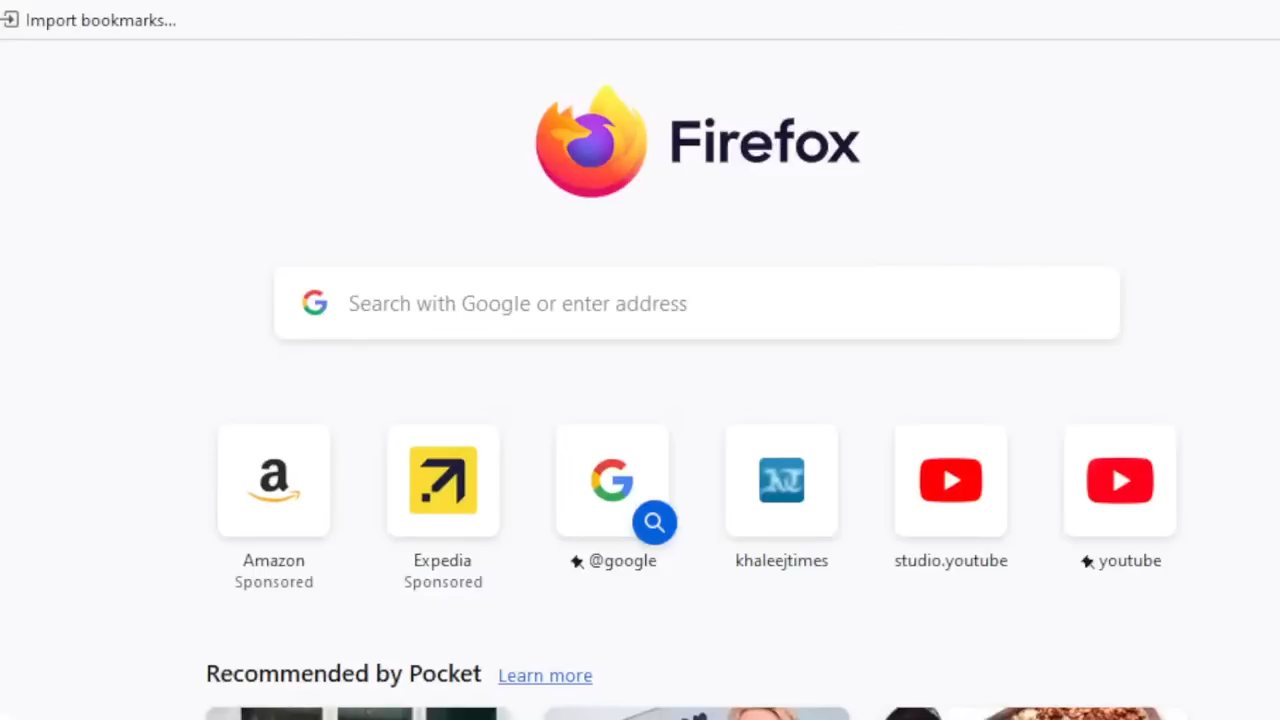 Import bookmarks...
Firefox
Search with Google or enter address
Amazon
Sponsored
Expedia
Sponsored
@google
khaleejtimes
studio.youtube
youtube
Recommended by Pocket Learn more